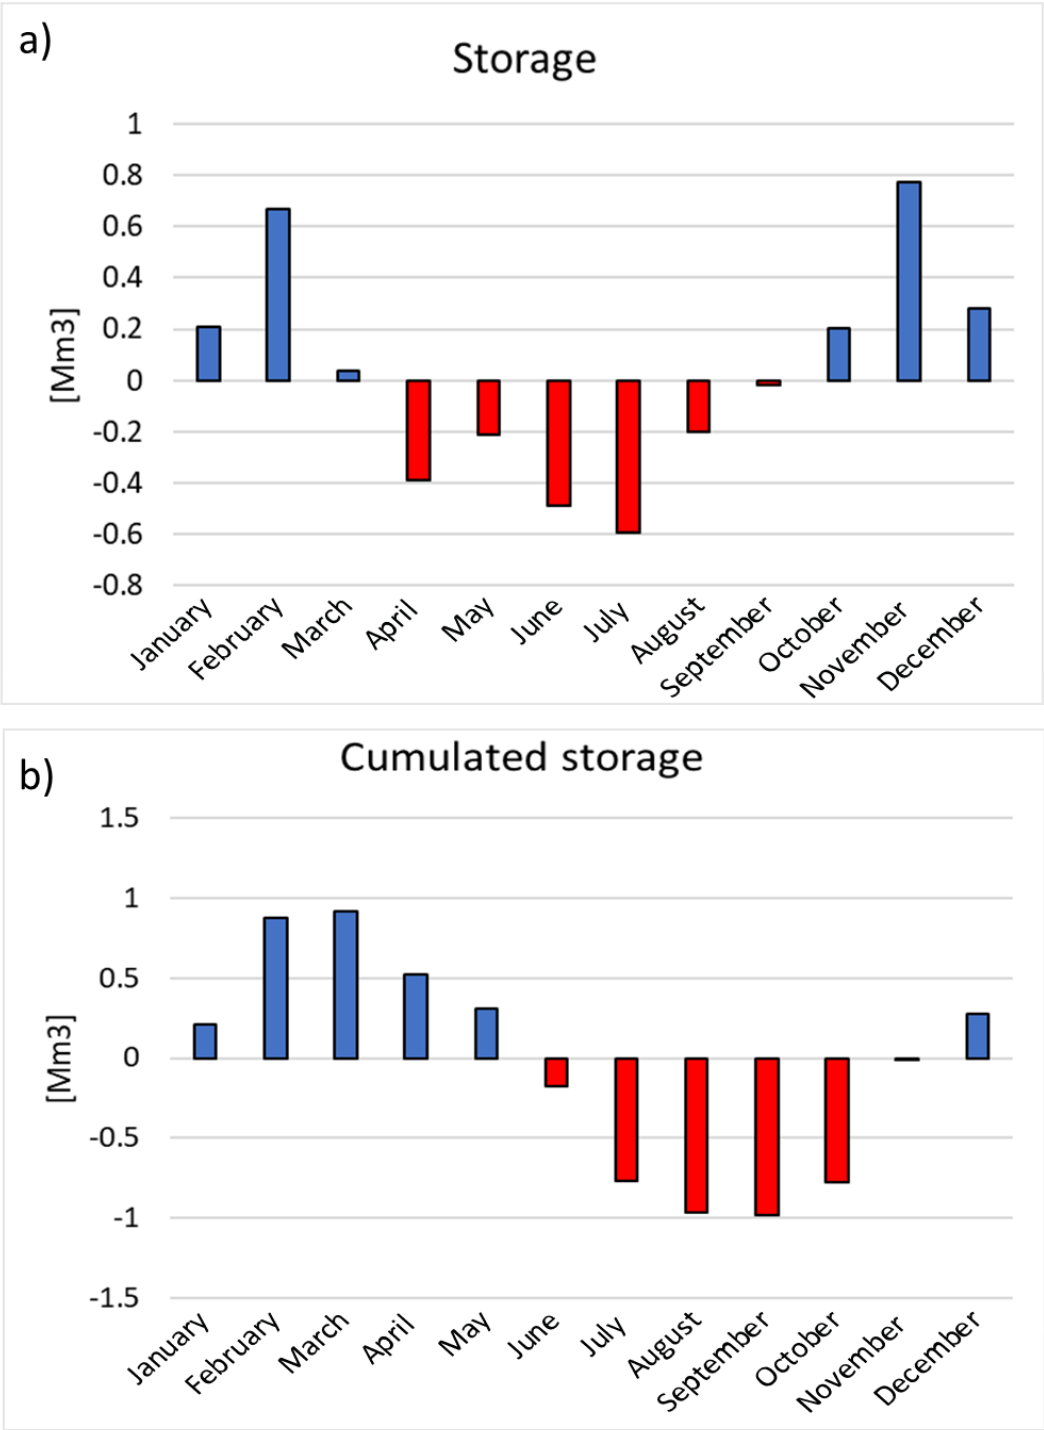 a)
Storage
1
0.8
0.6
0.4
0.2
0
-0.2
-0.4
-0.6
-0.8
[Mm3]
January
February
March
April
May
June
July
August
September
October
November
December
b)
Cumulated storage
1.5
1
0.5
0
-0.5
-1
-1.5
[Mm3]
January
February
March
April
May
June
July
August
September
October
November
December